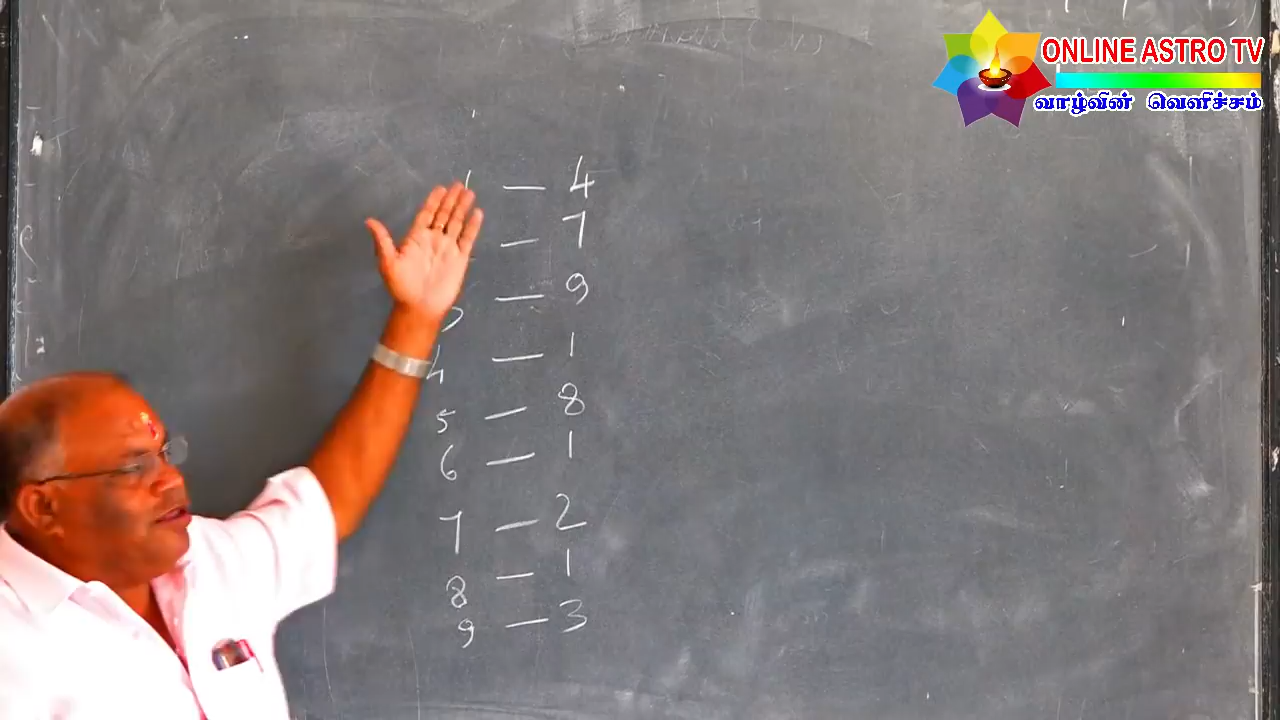 ONLINE ASTRO TV
வாழ்வின் வெளிச்சம்
1 — 4
— 7
— 9
4 — 1
5 — 8
6 — 1
7 — 2
8 — 1
9 — 3